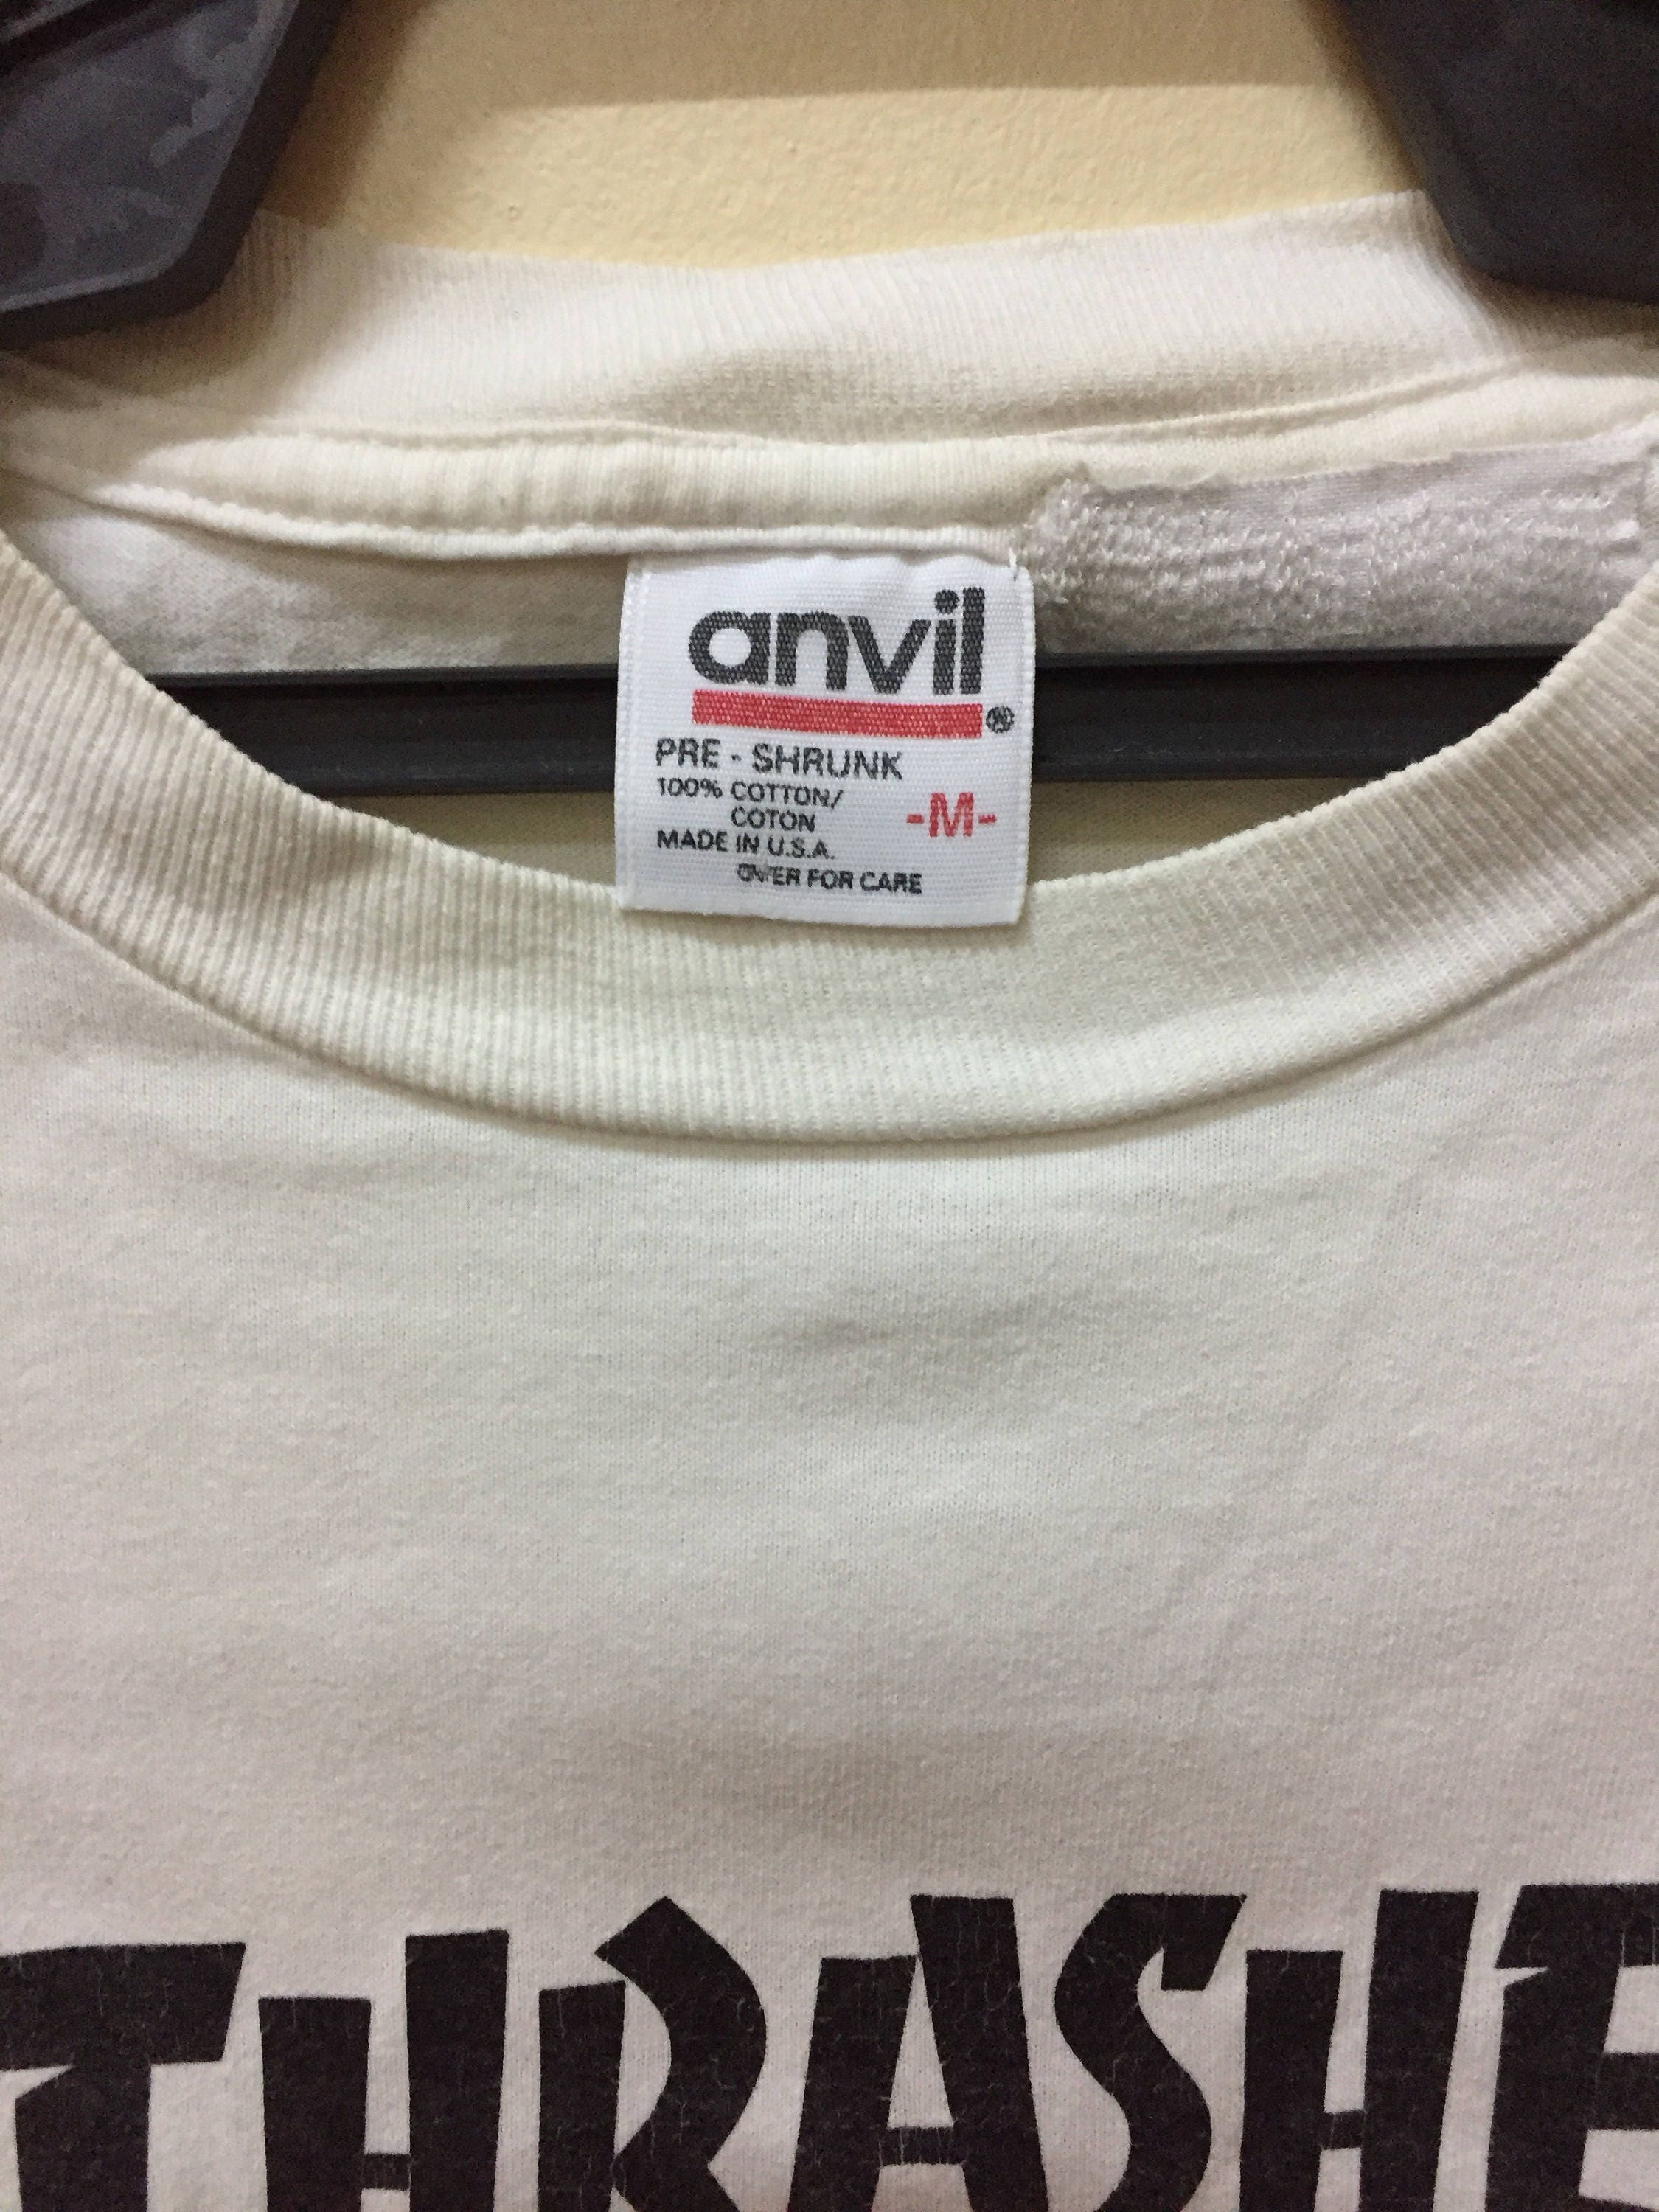 anvil®
PRE - SHRUNK
100% COTTON/
COTON
-M-
MADE IN U.S.A.
OVER FOR CARE
THRASHE